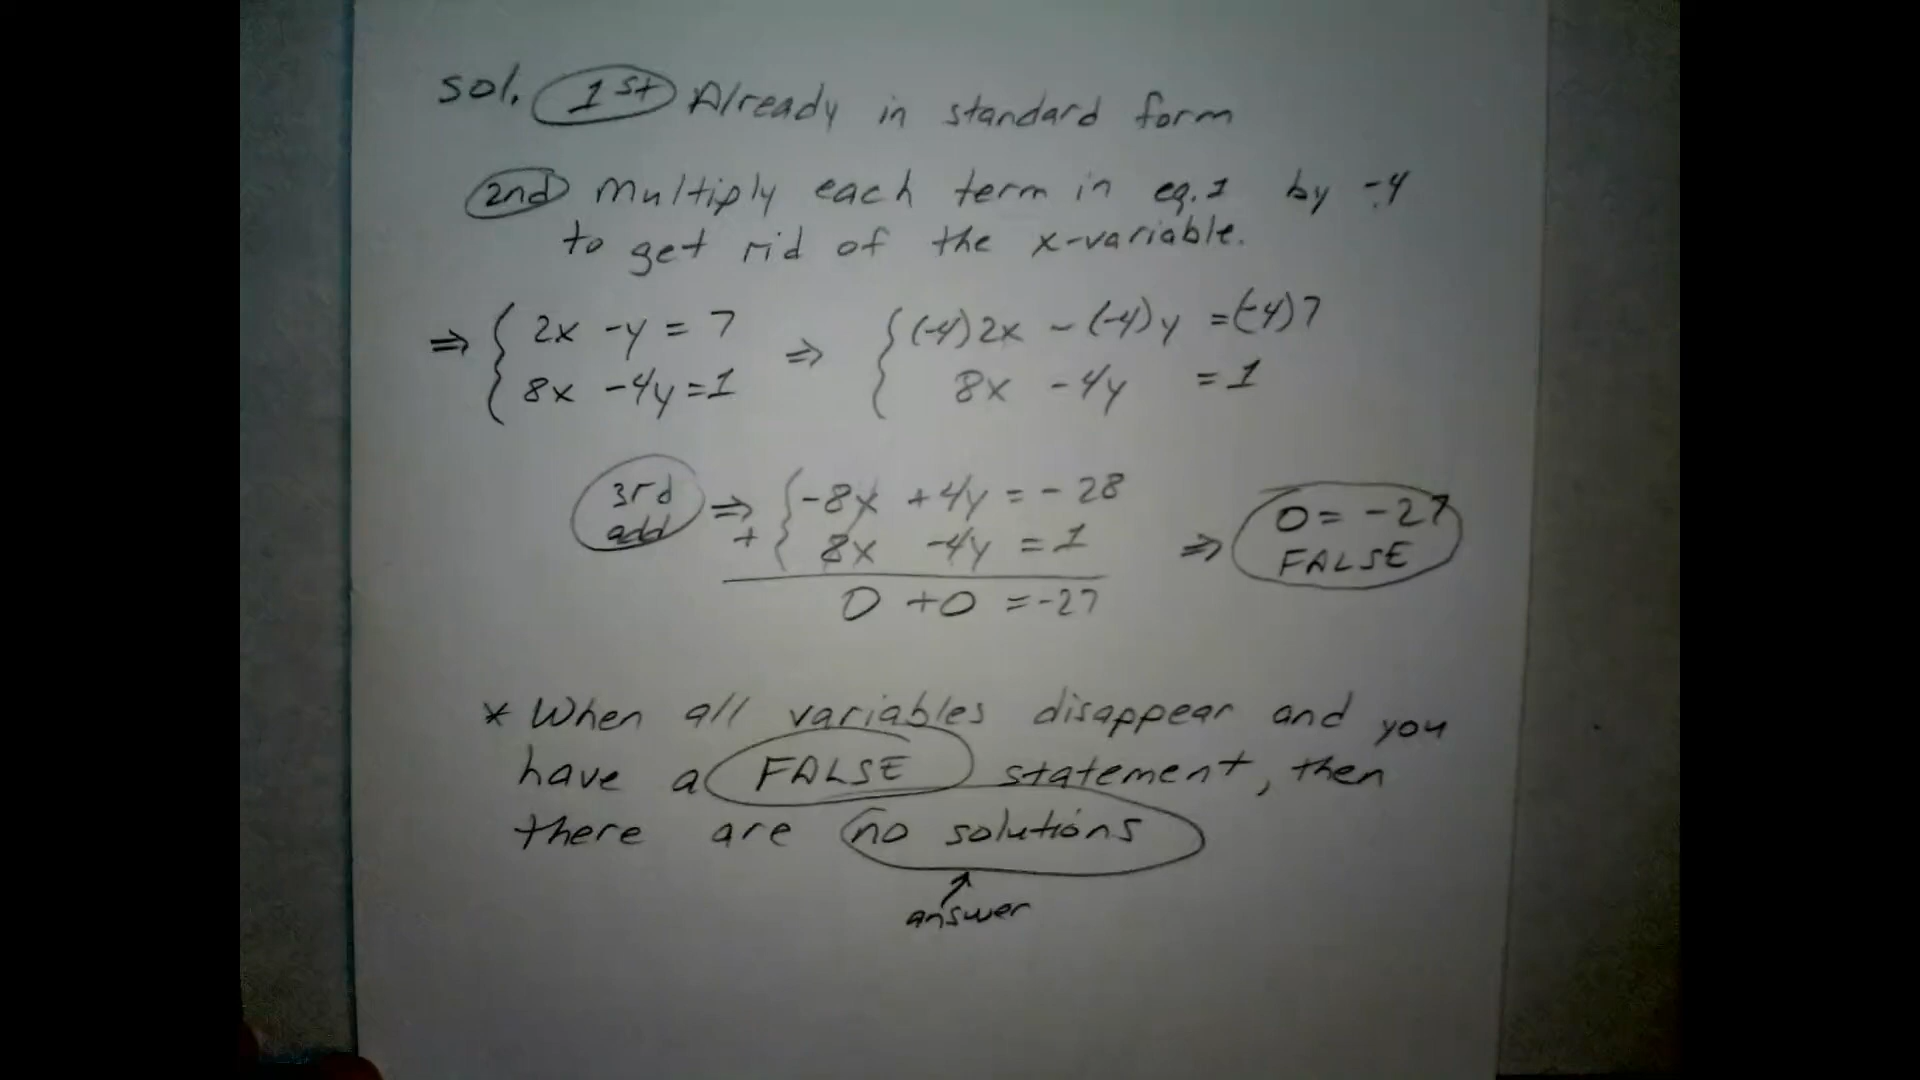 sol. 1st Already in standard form
2nd Multiply each term in eq.1 by -4
to get rid of the x-variable.
⇒ { 2x -y = 7 ⇒ { (-4)2x - (-4)y = (-4)7
8x -4y = 1 8x -4y = 1
3rd add ⇒ { -8x + 4y = -28
+ 8x -4y = 1 ⇒ 0 = -27 FALSE
0 + 0 = -27
* When all variables disappear and you
have a FALSE statement, then
there are no solutions
↑
answer